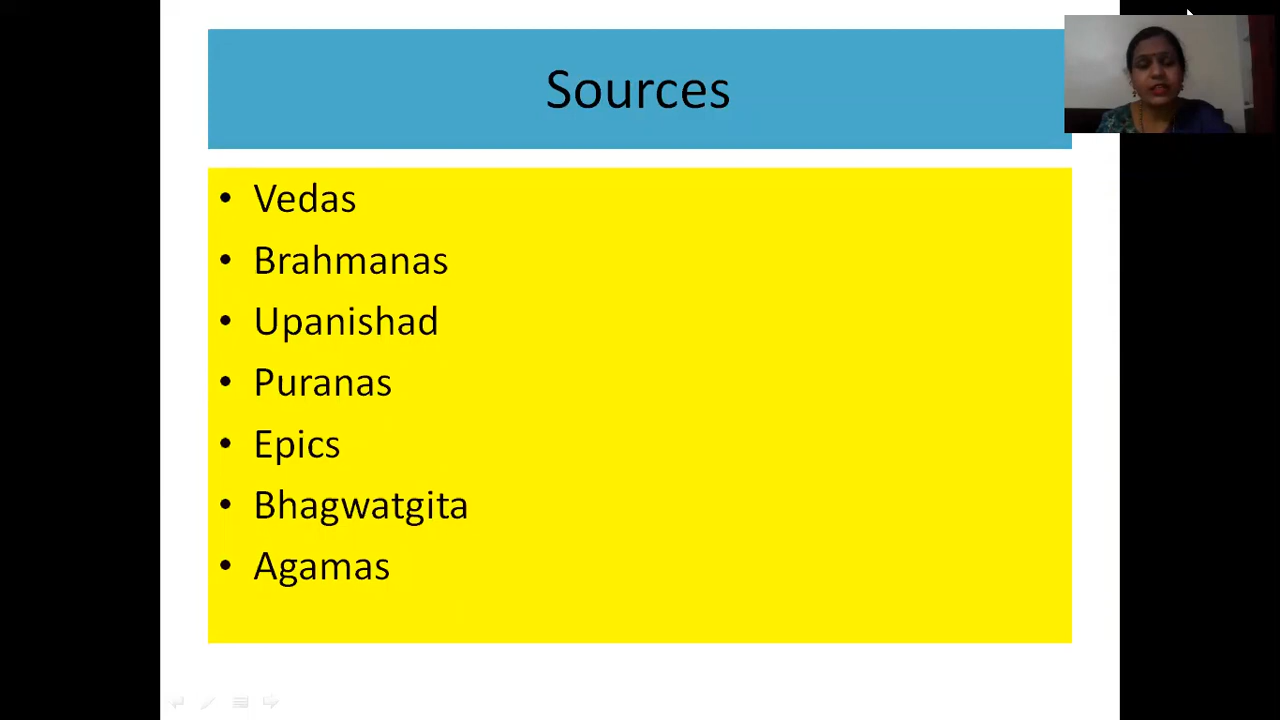 Sources
• Vedas
• Brahmanas
• Upanishad
• Puranas
• Epics
• Bhagwatgita
• Agamas